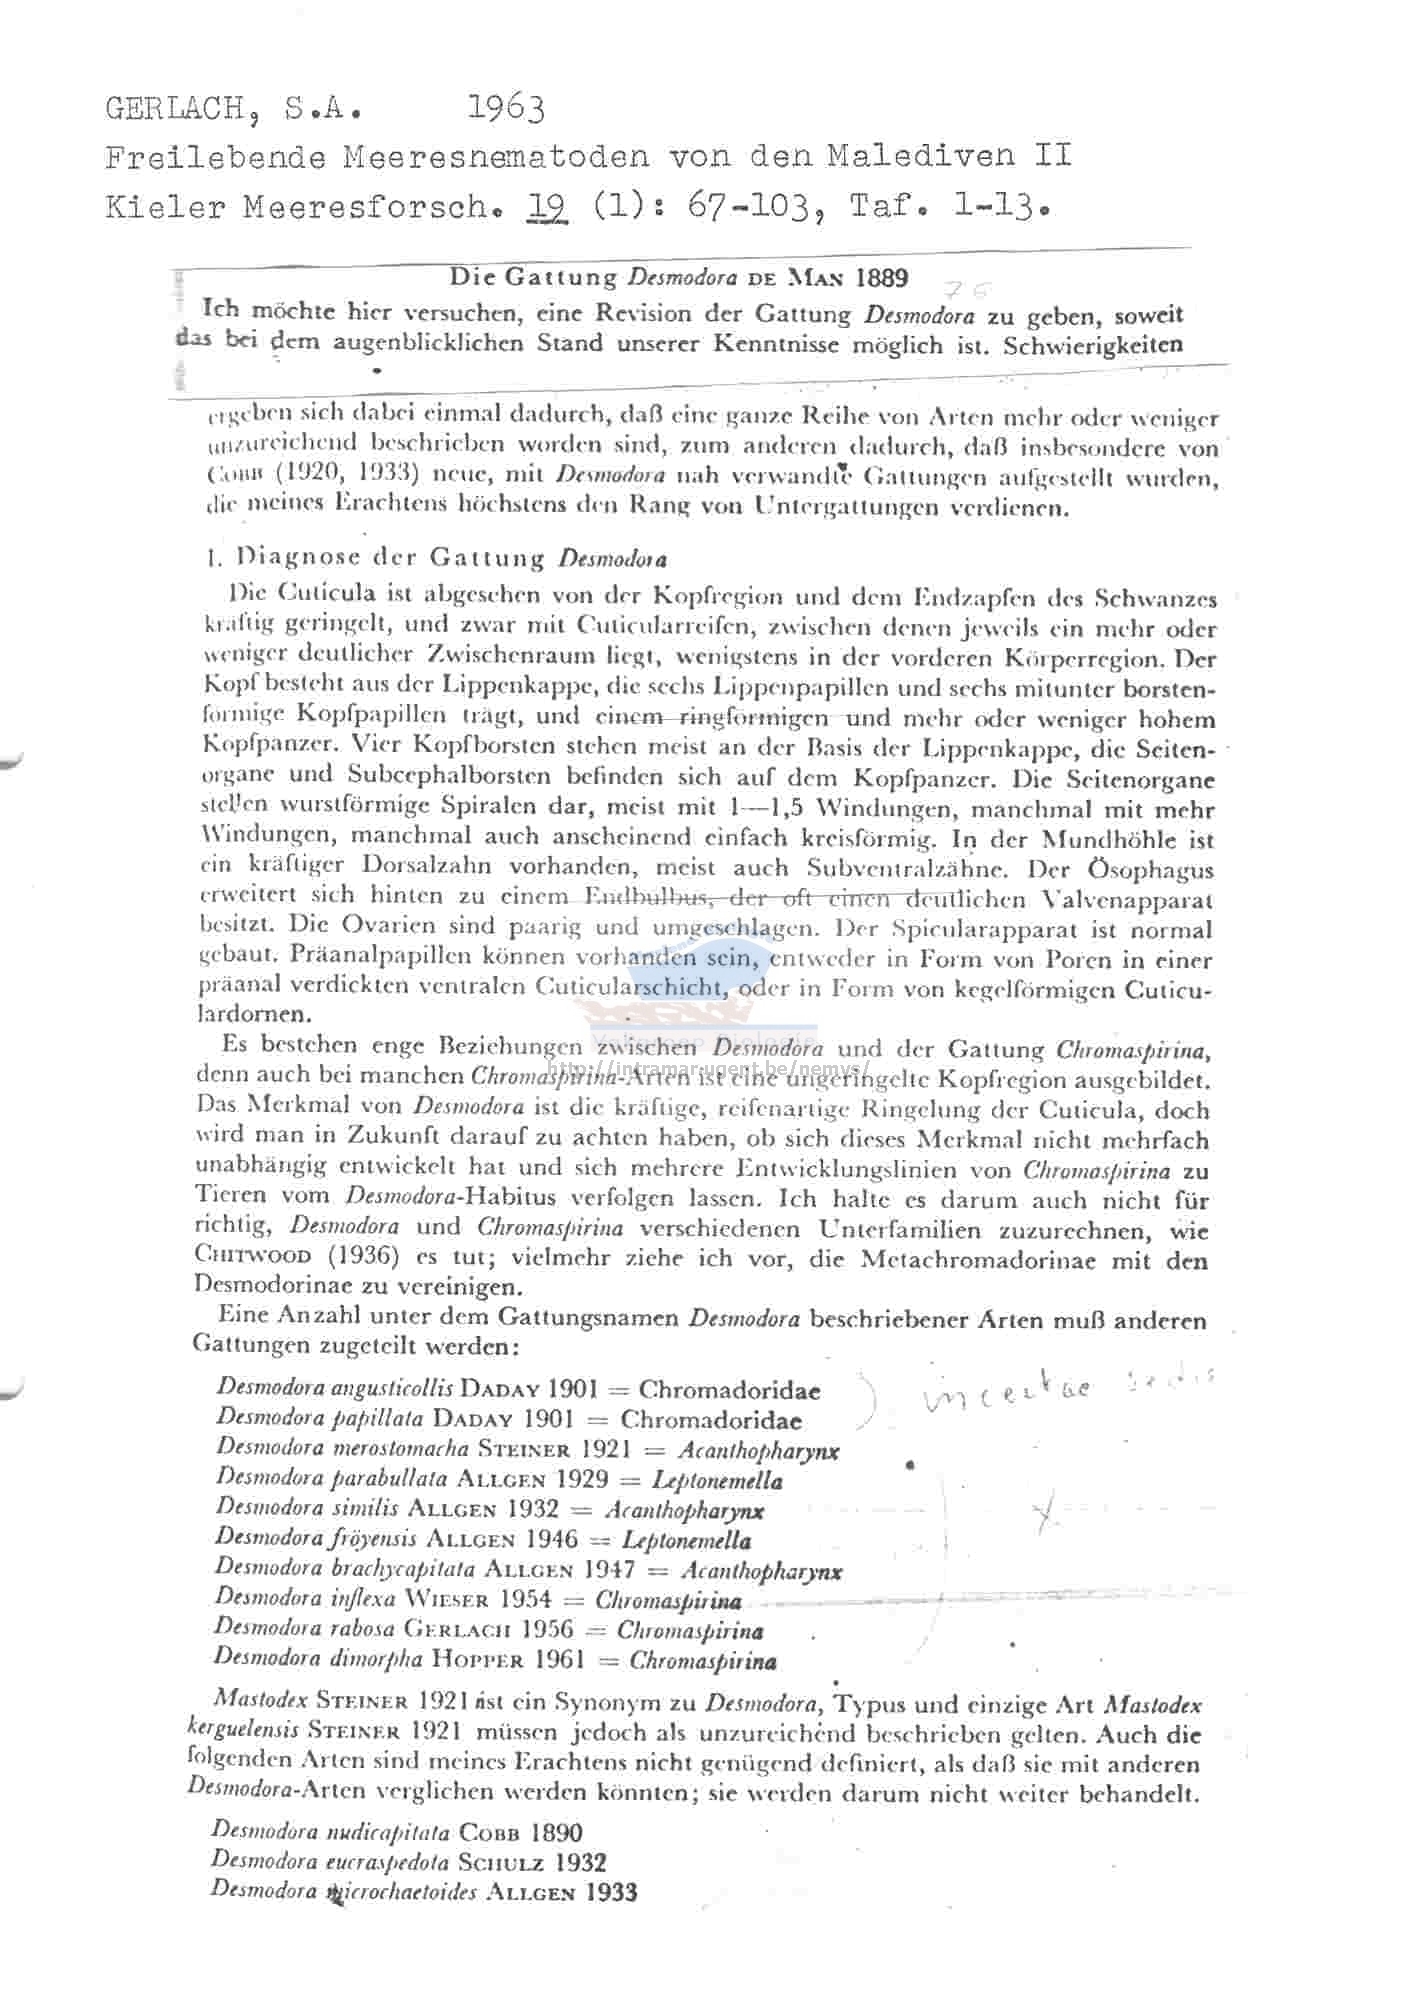 GERLACH, S.A. 1963
Freilebende Meeresnematoden von den Malediven II
Kieler Meeresforsch. 19 (1): 67-103, Taf. 1-13.
Die Gattung Desmodora DE MAN 1889
76
Ich möchte hier versuchen, eine Revision der Gattung Desmodora zu geben, soweit
das bei dem augenblicklichen Stand unserer Kenntnisse möglich ist. Schwierigkeiten
ergeben sich dabei einmal dadurch, daß eine ganze Reihe von Arten mehr oder weniger
unzureichend beschrieben worden sind, zum anderen dadurch, daß insbesondere von
COBB (1920, 1933) neue, mit Desmodora nah verwandte Gattungen aufgestellt wurden,
die meines Erachtens höchstens den Rang von Untergattungen verdienen.
1. Diagnose der Gattung Desmodora
Die Cuticula ist abgesehen von der Kopfregion und dem Endzapfen des Schwanzes
kräftig geringelt, und zwar mit Cuticularreifen, zwischen denen jeweils ein mehr oder
weniger deutlicher Zwischenraum liegt, wenigstens in der vorderen Körperregion. Der
Kopf besteht aus der Lippenkappe, die sechs Lippenpapillen und sechs mitunter borsten-
förmige Kopfpapillen trägt, und einem ringförmigen und mehr oder weniger hohem
Kopfpanzer. Vier Kopfborsten stehen meist an der Basis der Lippenkappe, die Seiten-
organe und Subcephalborsten befinden sich auf dem Kopfpanzer. Die Seitenorgane
stellen wurstförmige Spiralen dar, meist mit 1—1,5 Windungen, manchmal mit mehr
Windungen, manchmal auch anscheinend einfach kreisförmig. In der Mundhöhle ist
ein kräftiger Dorsalzahn vorhanden, meist auch Subventralzähne. Der Ösophagus
erweitert sich hinten zu einem Endbulbus, der oft einen deutlichen Valvenapparat
besitzt. Die Ovarien sind paarig und umgeschlagen. Der Spicularapparat ist normal
gebaut. Präanalpapillen können vorhanden sein, entweder in Form von Poren in einer
präanal verdickten ventralen Cuticularschicht, oder in Form von kegelförmigen Cuticu-
lardornen.
Vakgroep Biologie
Es bestehen enge Beziehungen zwischen Desmodora und der Gattung Chromaspirina,
http://intramar.ugent.be/nemys/
denn auch bei manchen Chromaspirina-Arten ist eine ungeringelte Kopfregion ausgebildet.
Das Merkmal von Desmodora ist die kräftige, reifenartige Ringelung der Cuticula, doch
wird man in Zukunft darauf zu achten haben, ob sich dieses Merkmal nicht mehrfach
unabhängig entwickelt hat und sich mehrere Entwicklungslinien von Chromaspirina zu
Tieren vom Desmodora-Habitus verfolgen lassen. Ich halte es darum auch nicht für
richtig, Desmodora und Chromaspirina verschiedenen Unterfamilien zuzurechnen, wie
CHITWOOD (1936) es tut; vielmehr ziehe ich vor, die Metachromadorinae mit den
Desmodorinae zu vereinigen.
Eine Anzahl unter dem Gattungsnamen Desmodora beschriebener Arten muß anderen
Gattungen zugeteilt werden:
Desmodora angusticollis DADAY 1901 = Chromadoridae
incertae sedis
Desmodora papillata DADAY 1901 = Chromadoridae
Desmodora merostomacha STEINER 1921 = Acanthopharynx
Desmodora parabullata ALLGEN 1929 = Leptonemella
Desmodora similis ALLGEN 1932 = Acanthopharynx
Desmodora fröyensis ALLGEN 1946 = Leptonemella
Desmodora brachycapitata ALLGEN 1947 = Acanthopharynx
Desmodora inflexa WIESER 1954 = Chromaspirina
Desmodora rabosa GERLACH 1956 = Chromaspirina
Desmodora dimorpha HOPPER 1961 = Chromaspirina
Mastodex STEINER 1921 ist ein Synonym zu Desmodora, Typus und einzige Art Mastodex
kerguelensis STEINER 1921 müssen jedoch als unzureichend beschrieben gelten. Auch die
folgenden Arten sind meines Erachtens nicht genügend definiert, als daß sie mit anderen
Desmodora-Arten verglichen werden könnten; sie werden darum nicht weiter behandelt.
Desmodora nudicapitata COBB 1890
Desmodora eucraspedota SCHULZ 1932
Desmodora microchaetoides ALLGEN 1933